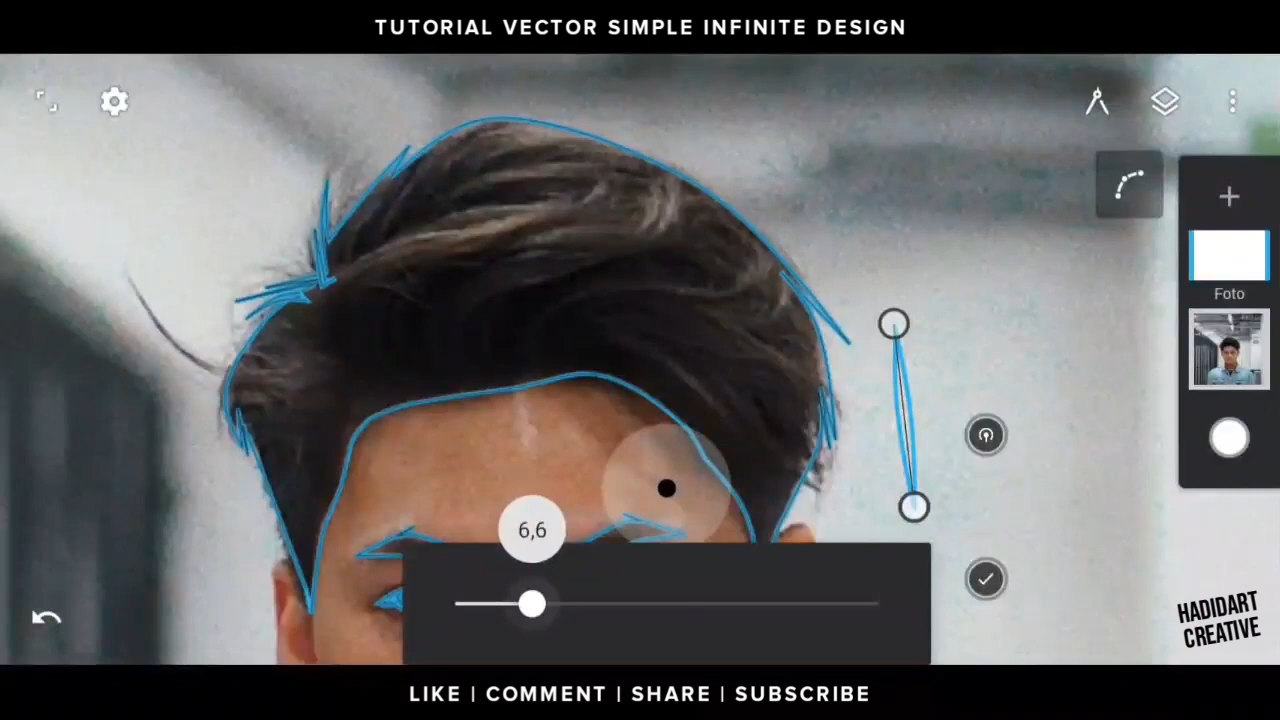 TUTORIAL VECTOR SIMPLE INFINITE DESIGN
Foto
6,6
HADIDART
CREATIVE
LIKE | COMMENT | SHARE | SUBSCRIBE